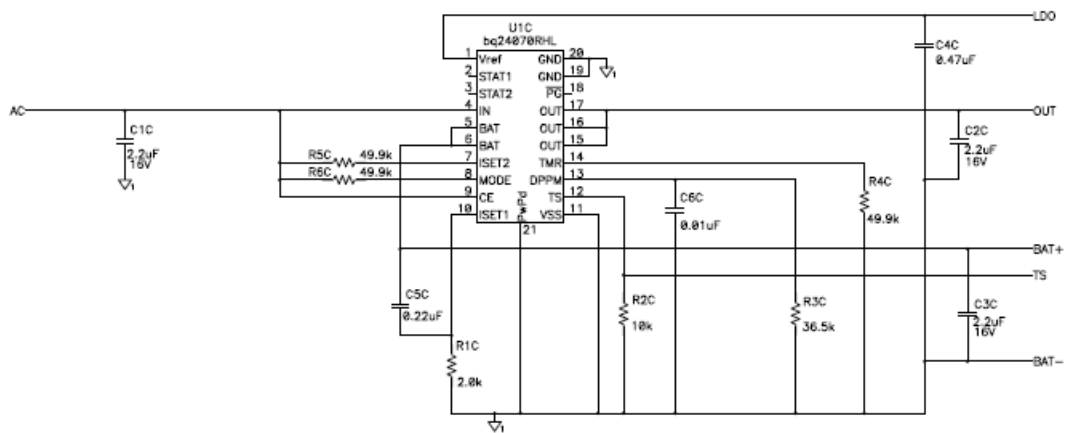 LDO
U1C
bq24070RHL
C4C
0.47uF
1 Vref GND 20
2 STAT1 GND 19
3 STAT2 PG 18
AC 4 IN OUT 17 OUT
5 BAT OUT 16
6 BAT OUT 15
C1C
2.2uF
16V
C2C
2.2uF
16V
R5C 49.9k 7 ISET2 TMR 14
R6C 49.9k 8 MODE DPPM 13
R4C
49.9k
9 CE TS 12
10 ISET1 VSS 11
PwPd
21
C6C
0.01uF
BAT+
TS
C5C
0.22uF
R2C
10k
R3C
36.5k
C3C
2.2uF
16V
R1C
2.0k
BAT-